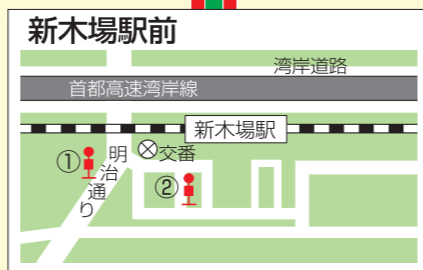 新木場駅前
湾岸道路
首都高速湾岸線
新木場駅
①
明治通り
交番
②